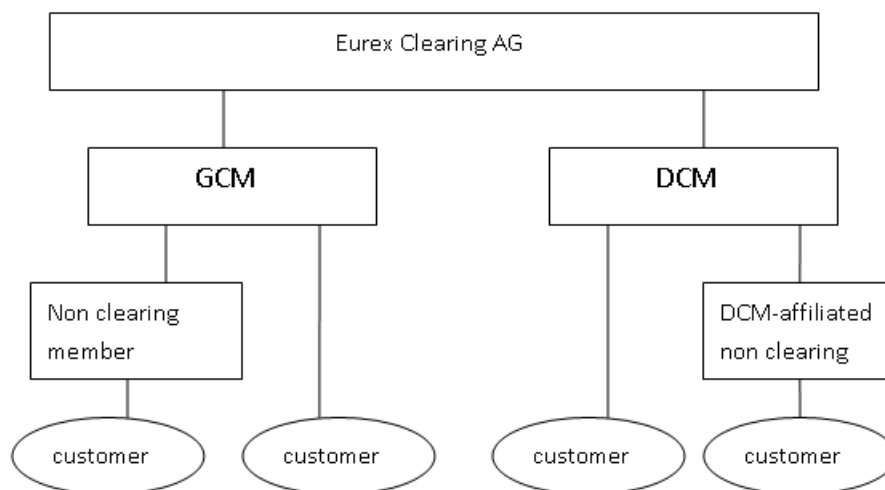 Eurex Clearing AG
GCM
DCM
Non clearing
member
DCM-affiliated
non clearing
customer
customer
customer
customer